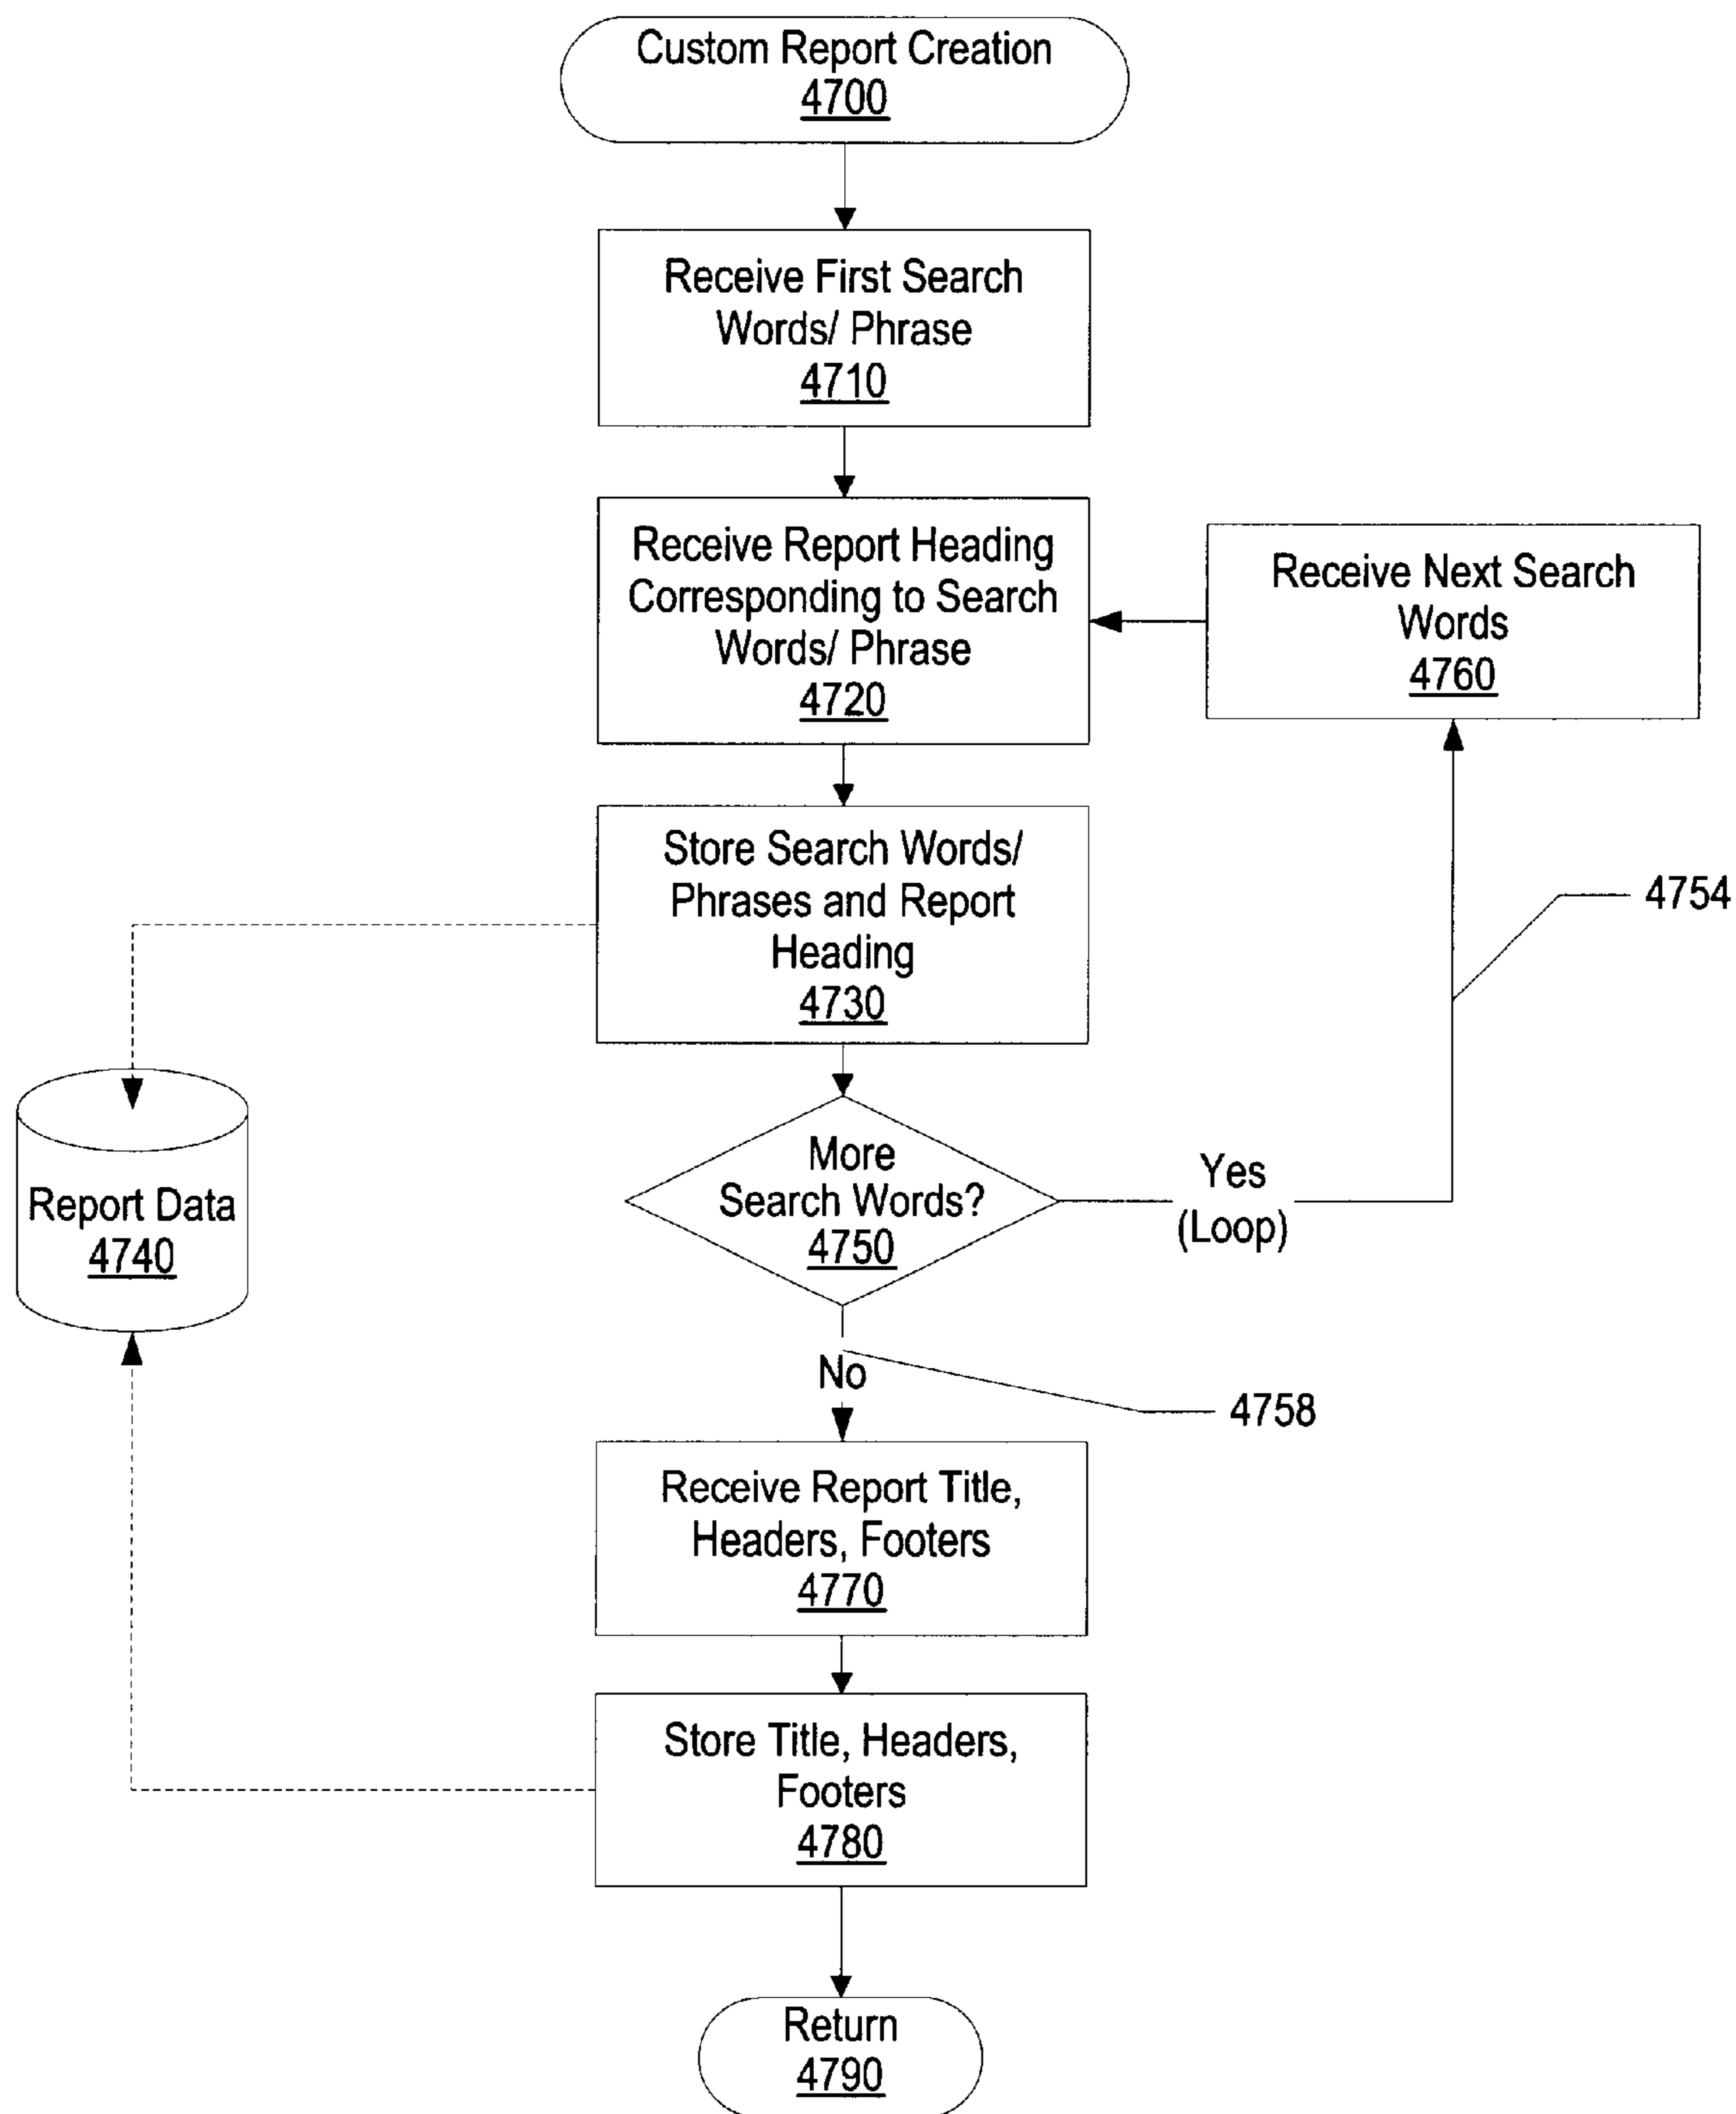 Custom Report Creation
4700
Receive First Search
Words/ Phrase
4710
Receive Report Heading
Corresponding to Search
Words/ Phrase
4720
Receive Next Search
Words
4760
Store Search Words/
Phrases and Report
Heading
4730
4754
Report Data
4740
More
Search Words?
4750
Yes
(Loop)
No
4758
Receive Report Title,
Headers, Footers
4770
Store Title, Headers,
Footers
4780
Return
4790